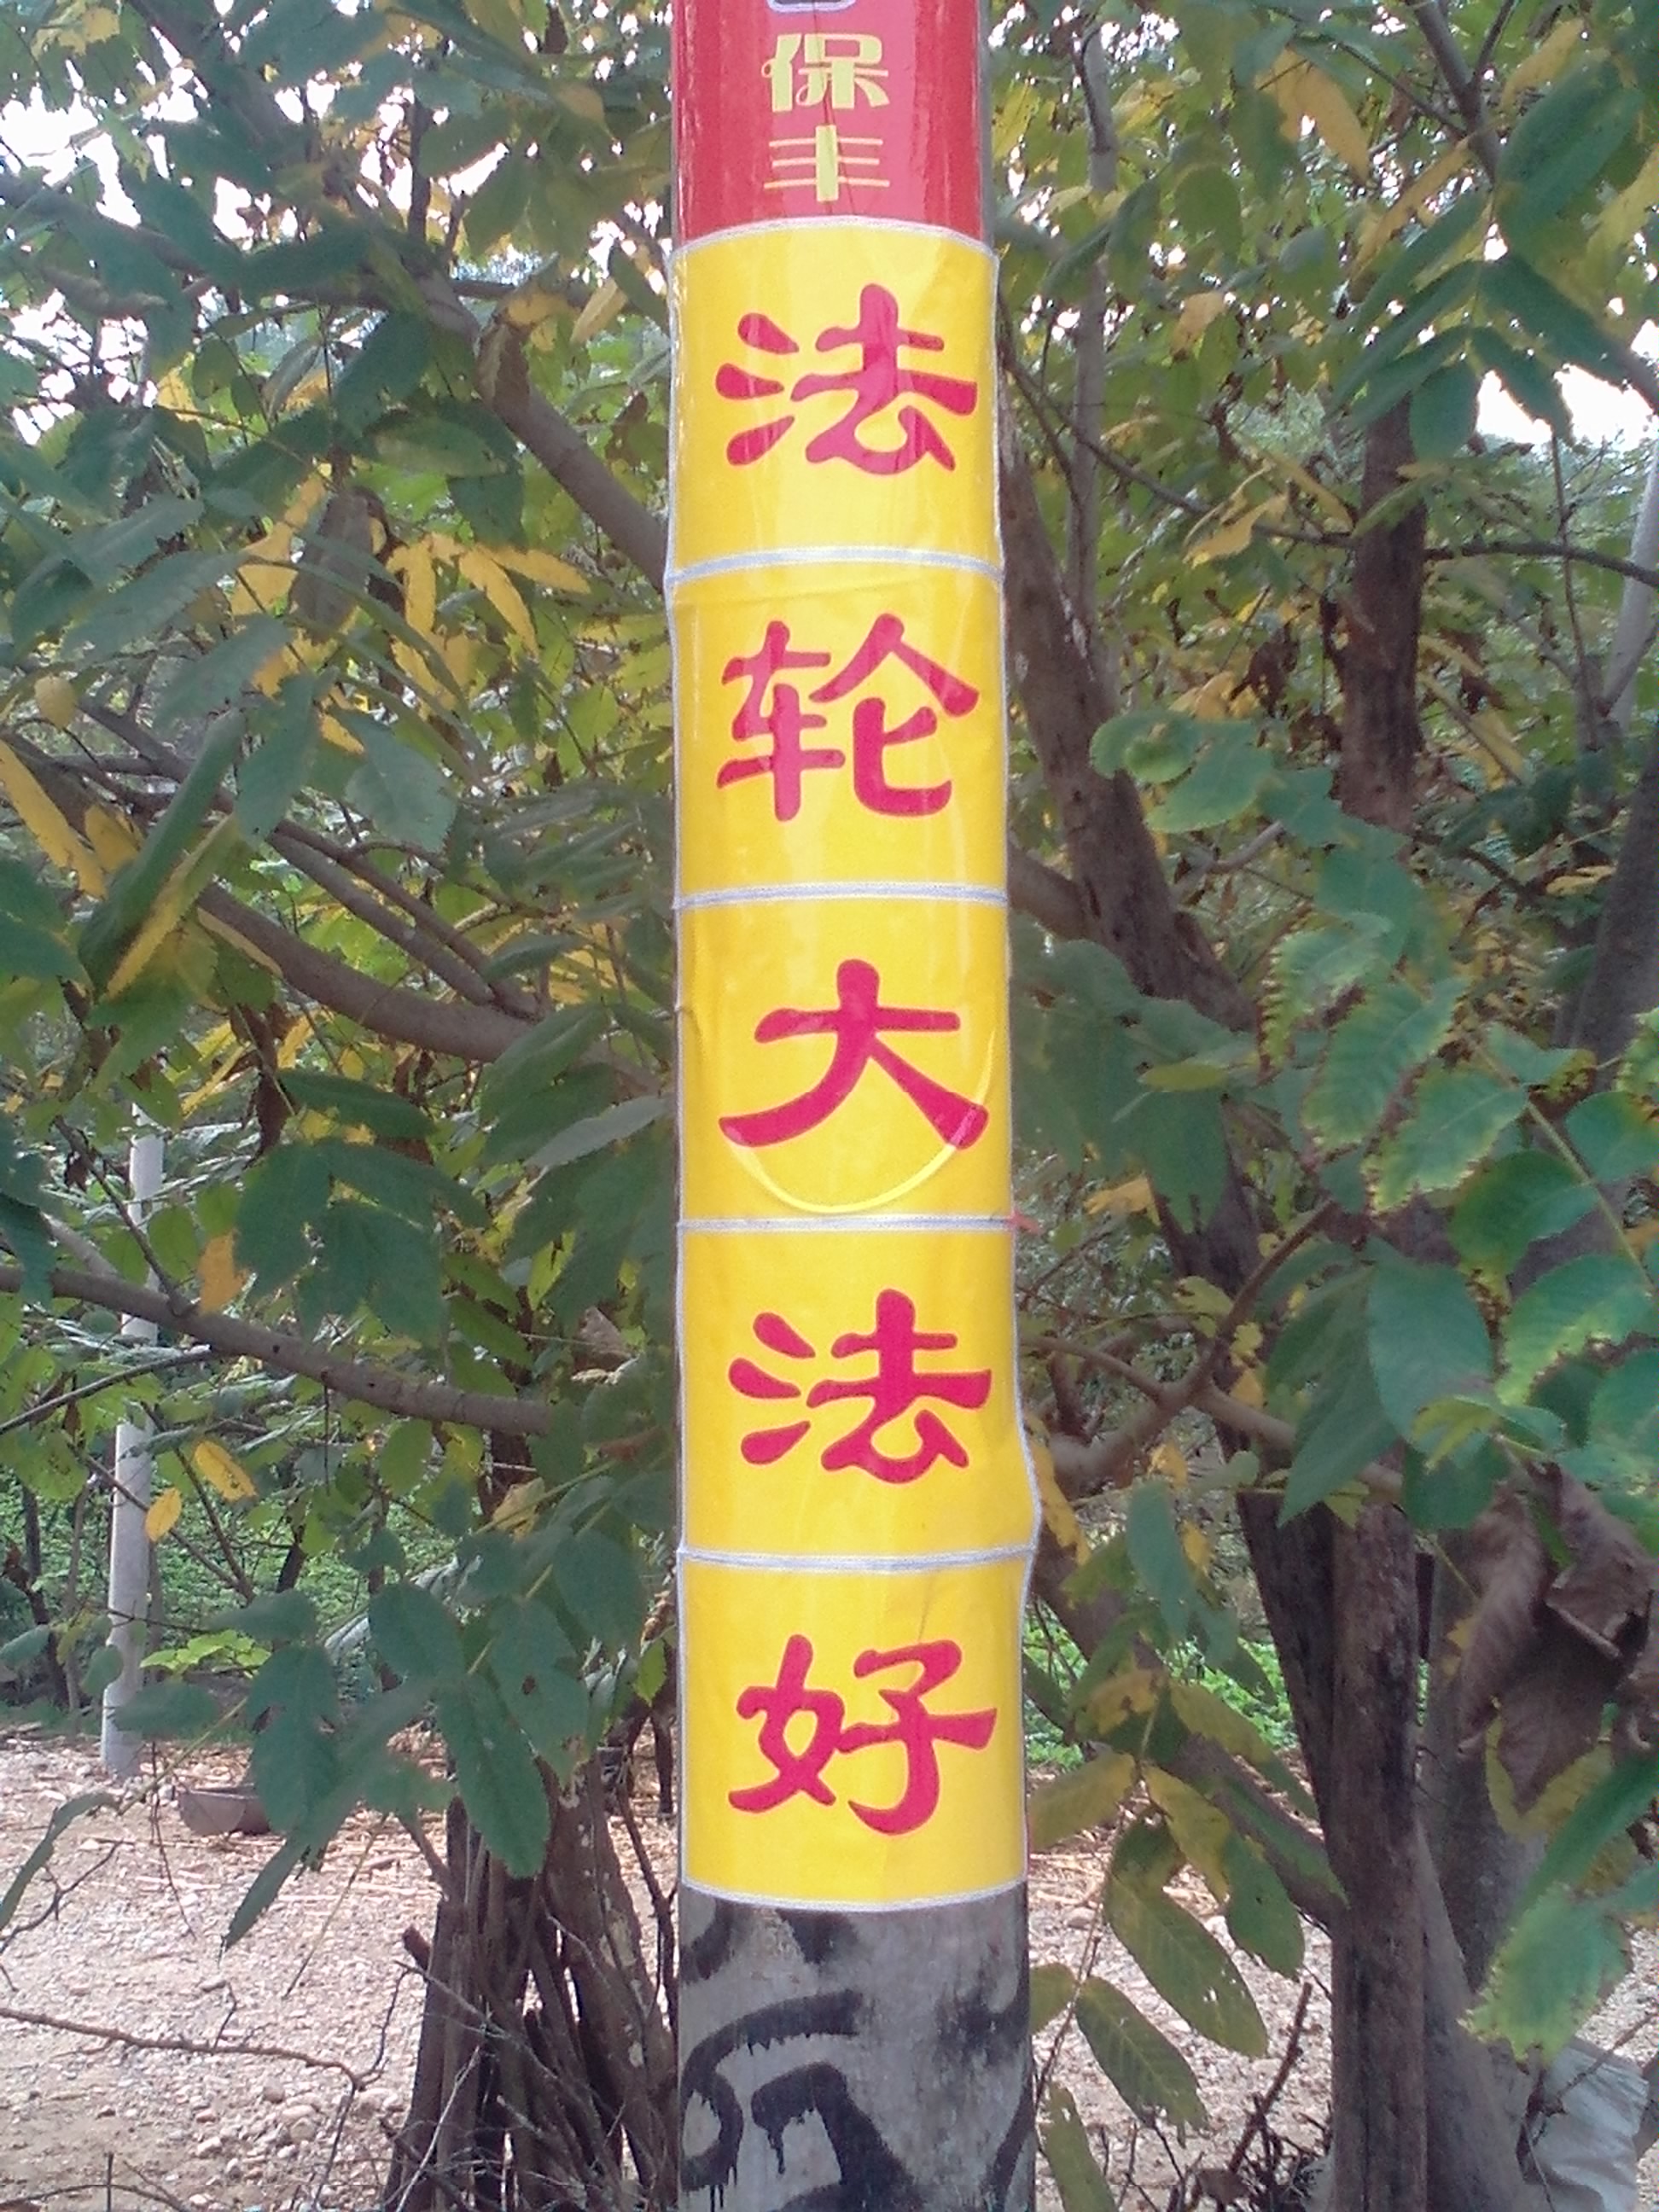 保
丰
法
轮
大
法
好